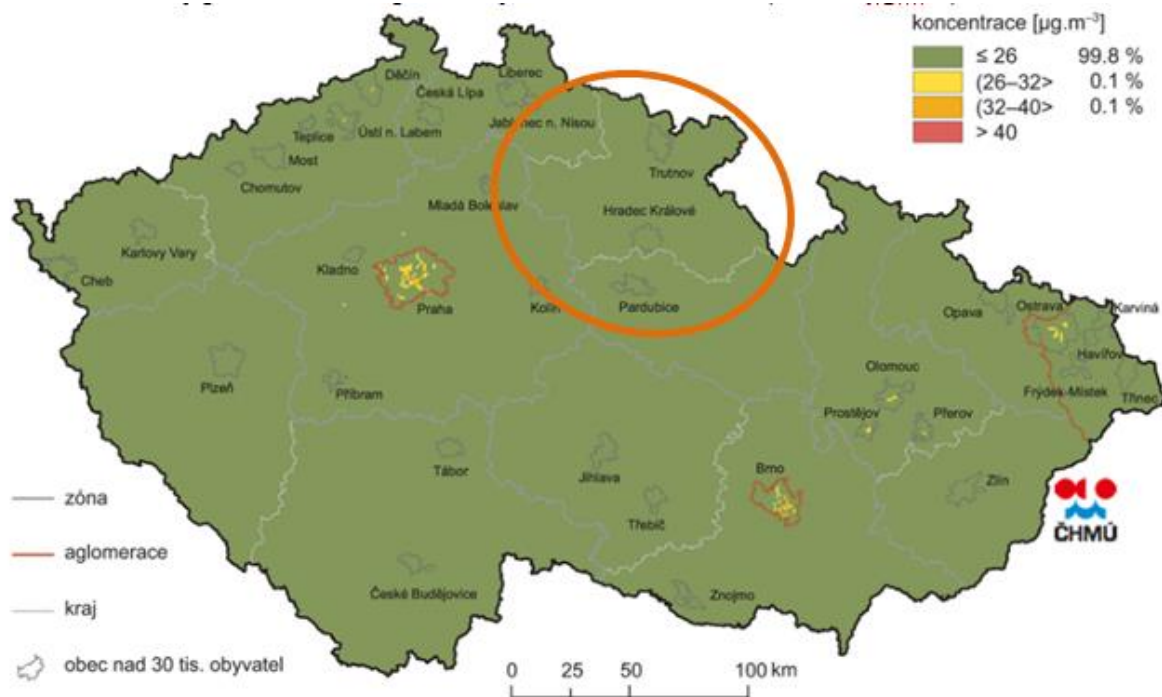 koncentrace [µg.m⁻³]
≤ 26 99.8 %
(26–32> 0.1 %
(32–40> 0.1 %
> 40
Děčín
Liberec
Česká Lípa
Teplice
Ústí n. Labem
Jablonec n. Nisou
Most
Chomutov
Trutnov
Mladá Boleslav
Hradec Králové
Karlovy Vary
Kladno
Cheb
Praha
Kolín
Pardubice
Opava
Ostrava
Karviná
Havířov
Plzeň
Olomouc
Příbram
Frýdek-Místek
Třinec
Prostějov
Přerov
Tábor
Jihlava
Brno
Zlín
Třebíč
ČHMÚ
České Budějovice
Znojmo
zóna
aglomerace
kraj
obec nad 30 tis. obyvatel
0 25 50 100 km